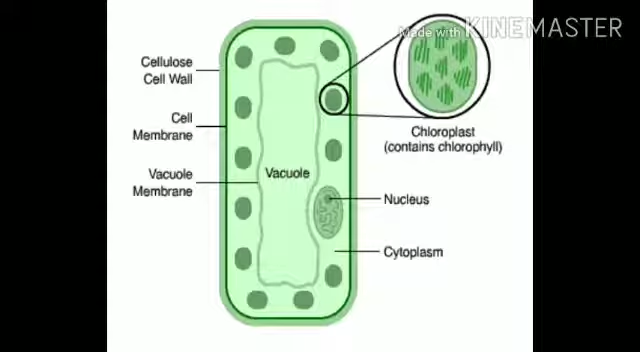 Made with KINEMASTER
Cellulose
Cell Wall
Cell
Membrane
Vacuole
Membrane
Vacuole
Chloroplast
(contains chlorophyll)
Nucleus
Cytoplasm